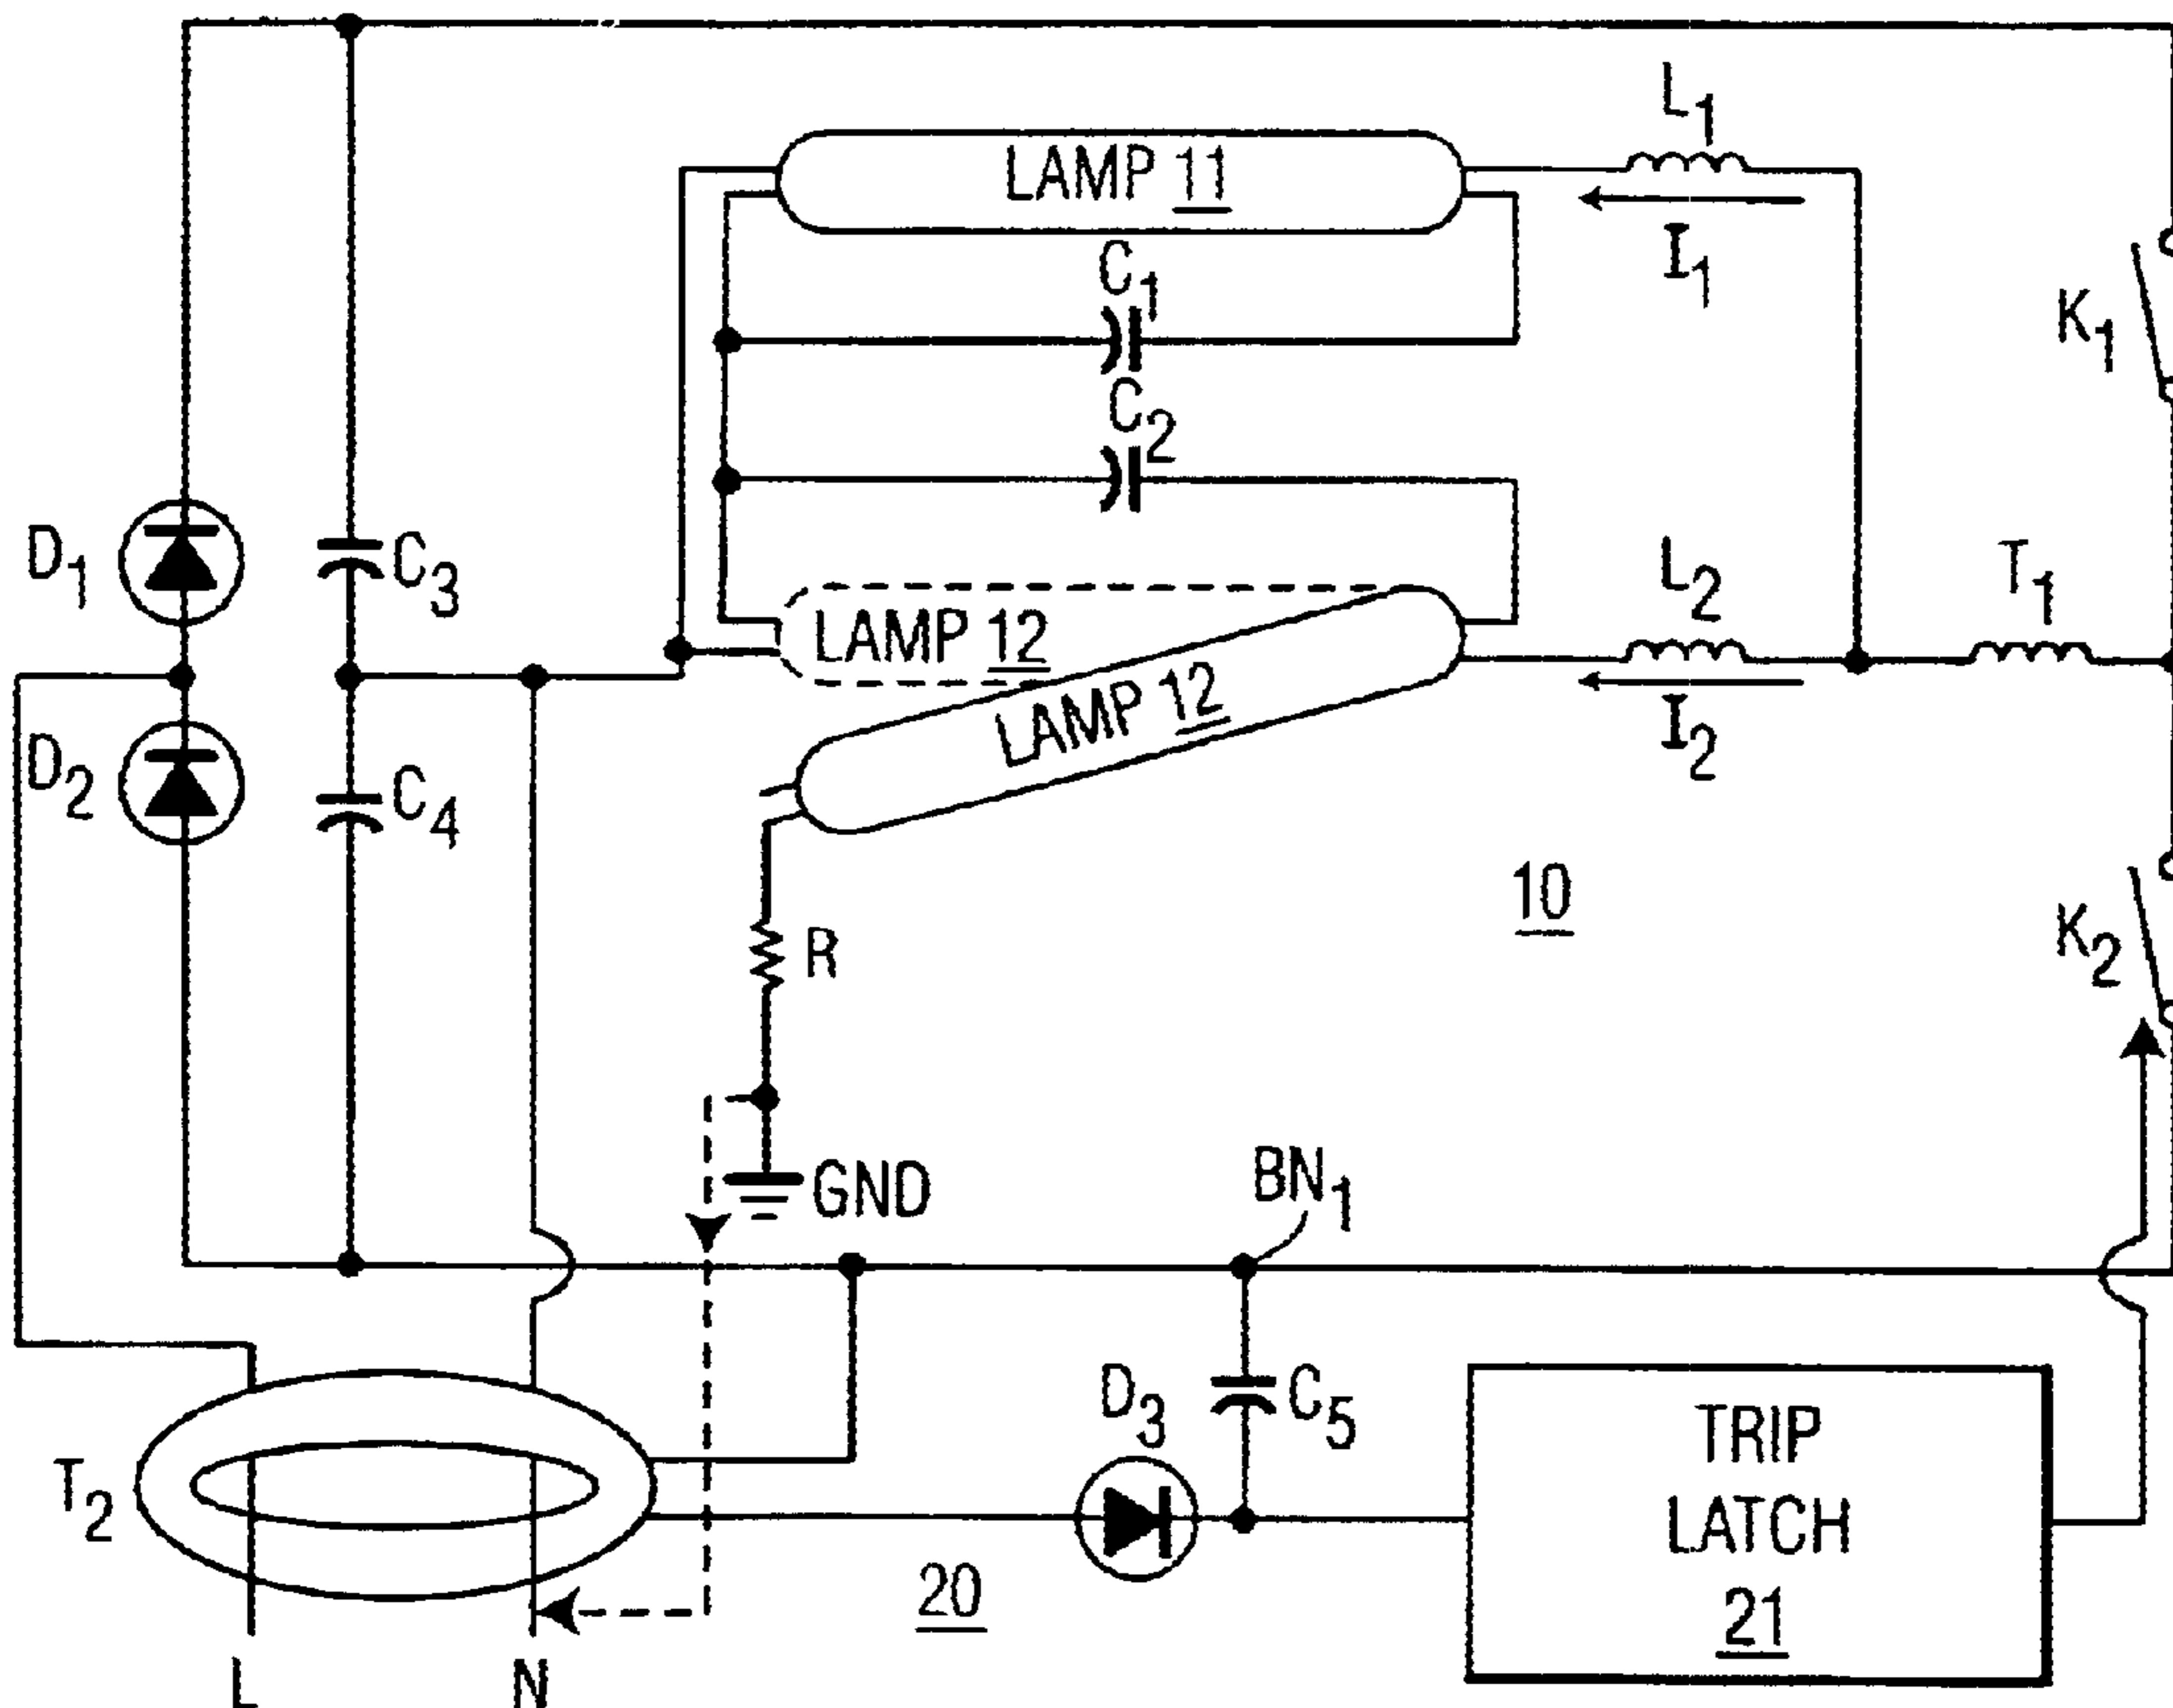 L1
LAMP 11
I1
C1
K1
C2
D1
C3
L2
T1
LAMP 12
LAMP 12
I2
D2
C4
10
K2
R
GND
BN1
D3
C5
TRIP
LATCH
21
T2
20
L
N